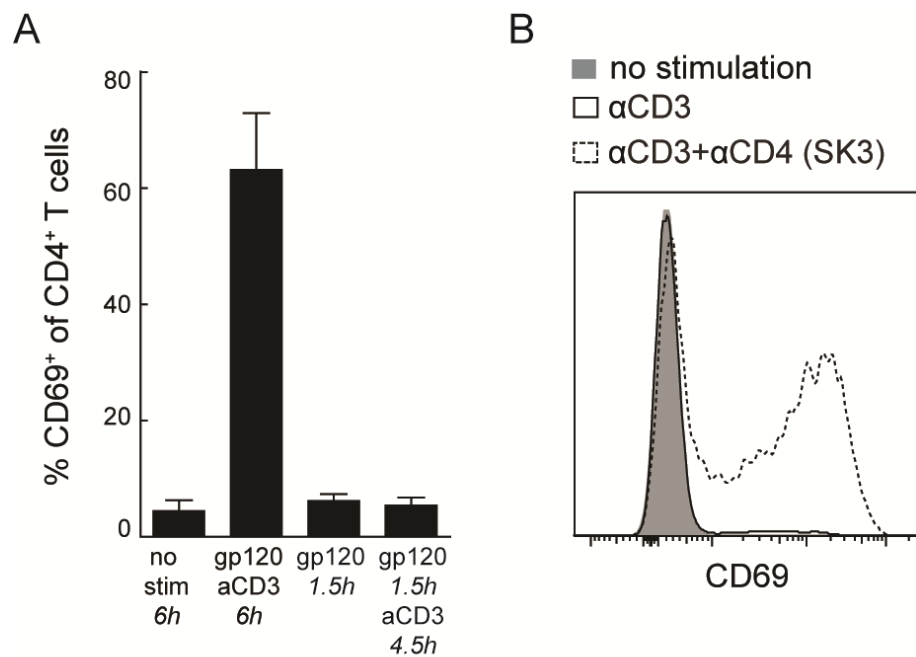 A
% CD69⁺ of CD4⁺ T cells
80
60
40
20
0
no
stim
6h
gp120
aCD3
6h
gp120
1.5h
gp120
1.5h
aCD3
4.5h
B
no stimulation
αCD3
αCD3+αCD4 (SK3)
CD69